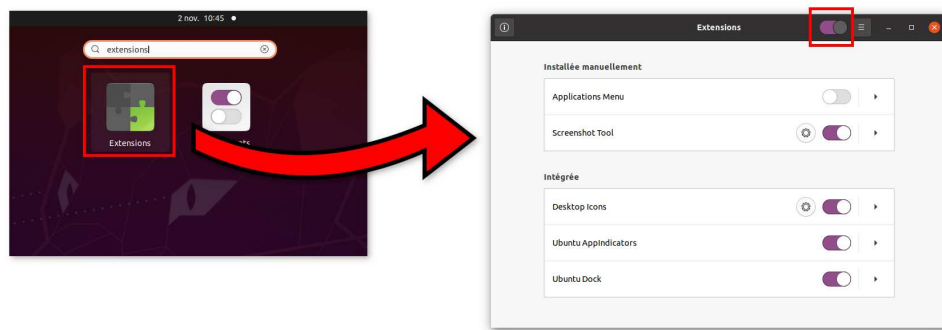 2 nov. 10:45
extensions
Extensions
Extensions
Installée manuellement
Applications Menu
Screenshot Tool
Intégrée
Desktop Icons
Ubuntu AppIndicators
Ubuntu Dock